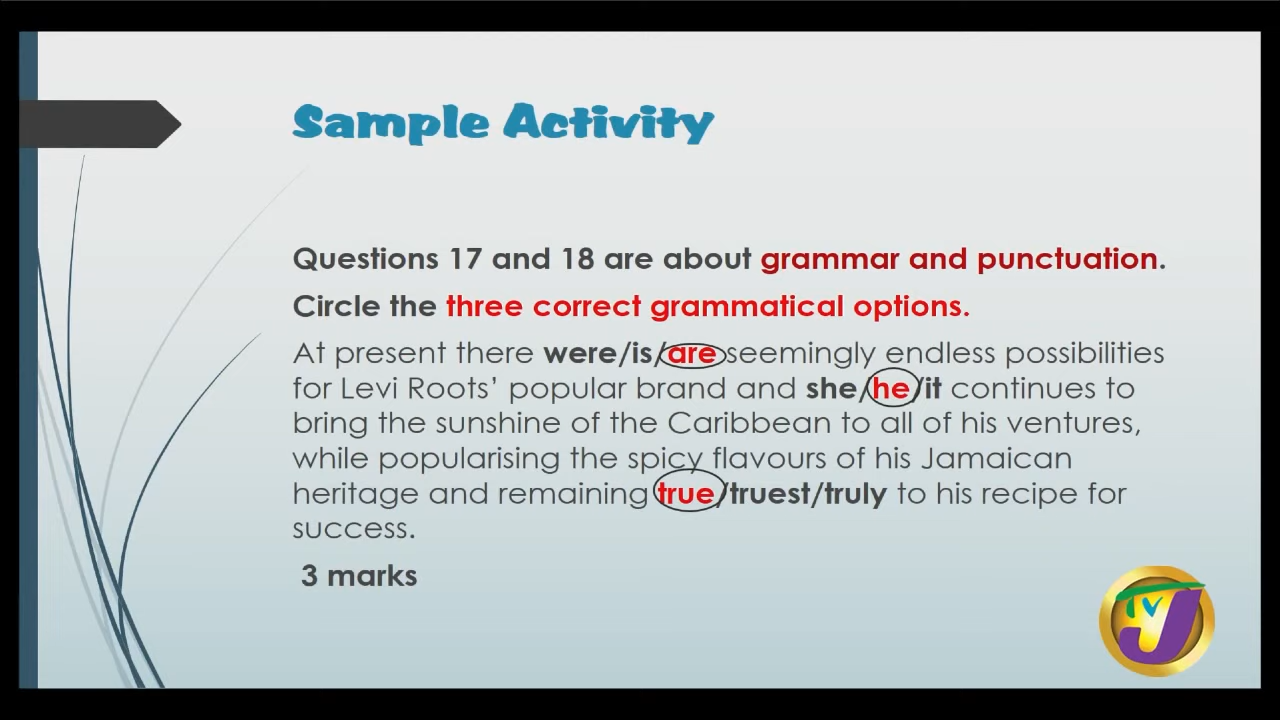 Sample Activity
Questions 17 and 18 are about grammar and punctuation.
Circle the three correct grammatical options.
At present there were/is/are seemingly endless possibilities
for Levi Roots’ popular brand and she/he/it continues to
bring the sunshine of the Caribbean to all of his ventures,
while popularising the spicy flavours of his Jamaican
heritage and remaining true/truest/truly to his recipe for
success.
3 marks
TVJ